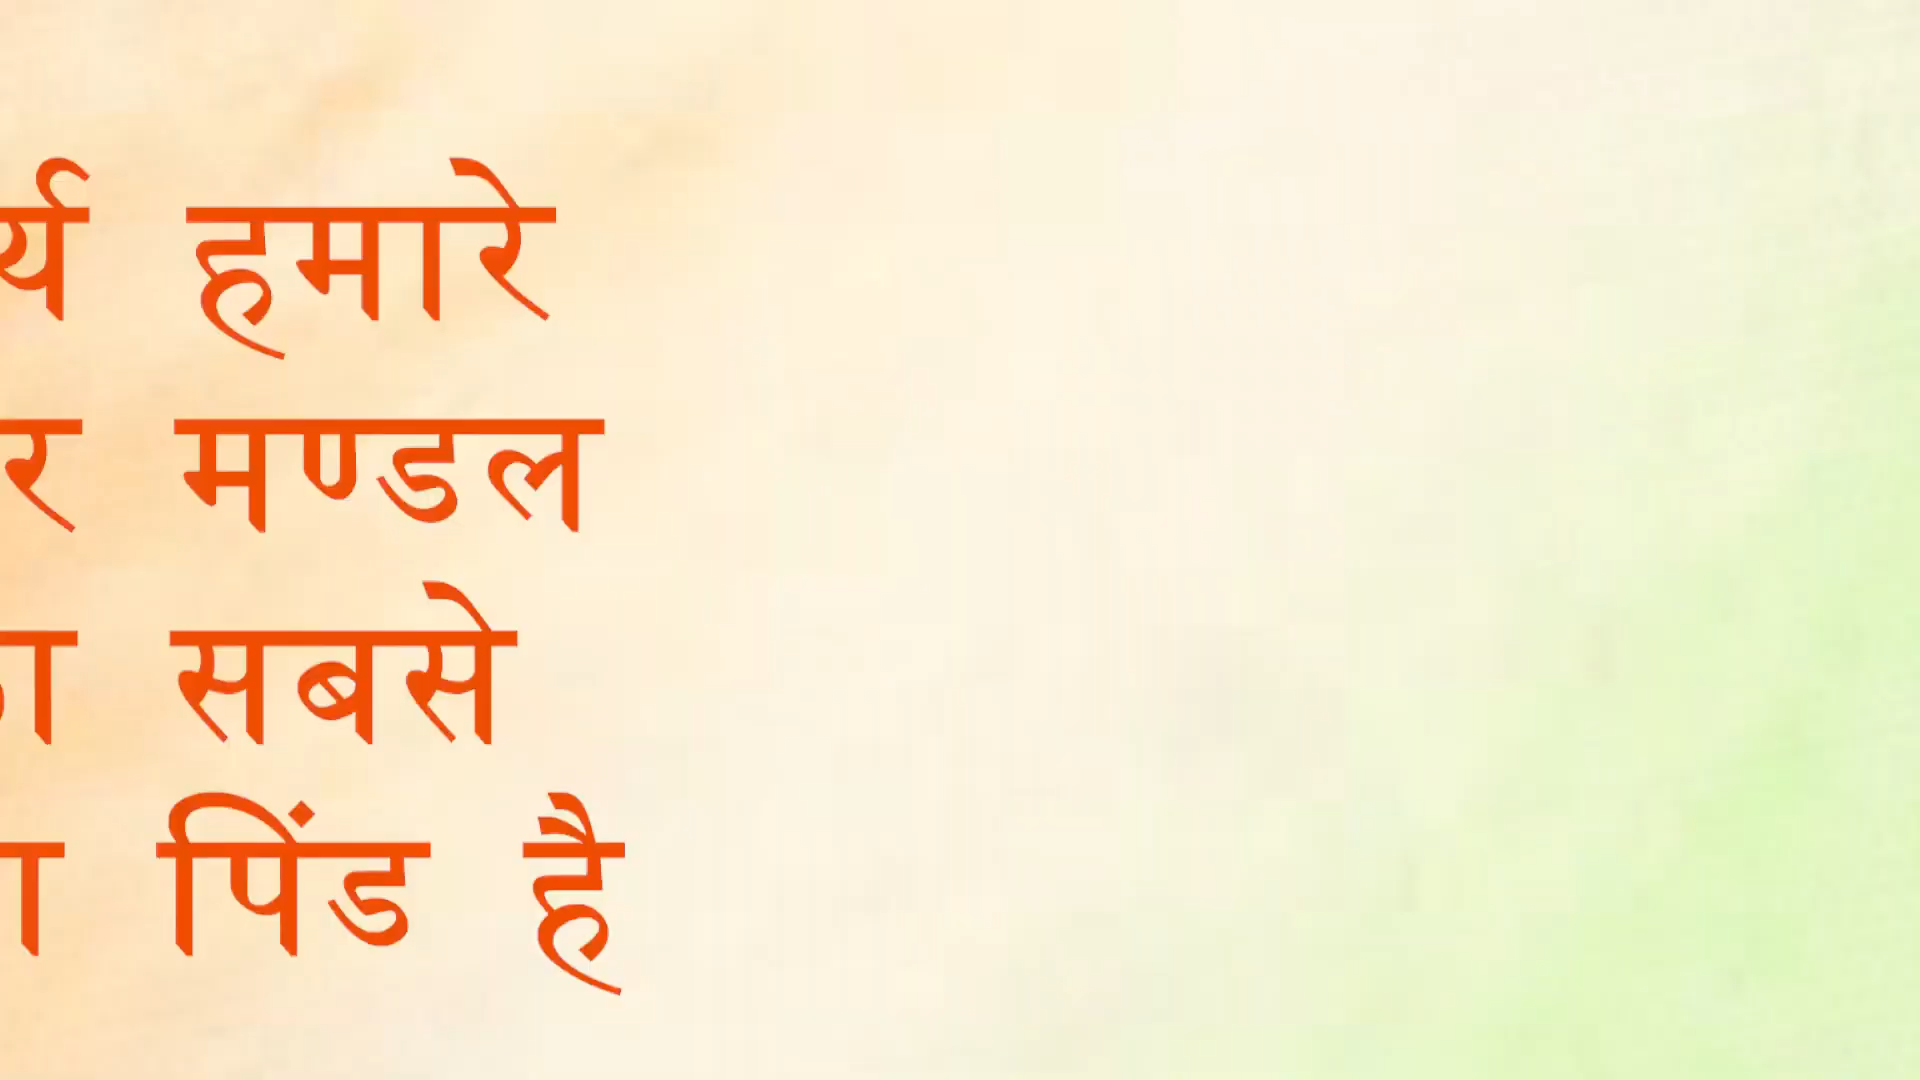 र्य हमारे
र मण्डल
का सबसे
ा पिंड है